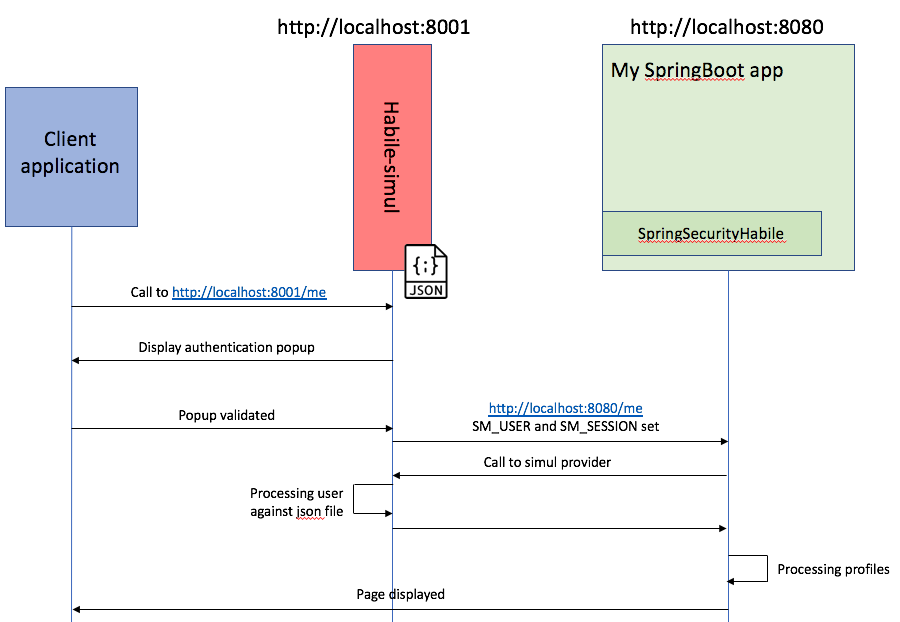 http://localhost:8001
http://localhost:8080
My SpringBoot app
Client
application
Habile-simul
SpringSecurityHabile
{;}
JSON
Call to http://localhost:8001/me
Display authentication popup
Popup validated
http://localhost:8080/me
SM_USER and SM_SESSION set
Call to simul provider
Processing user
against json file
Processing profiles
Page displayed